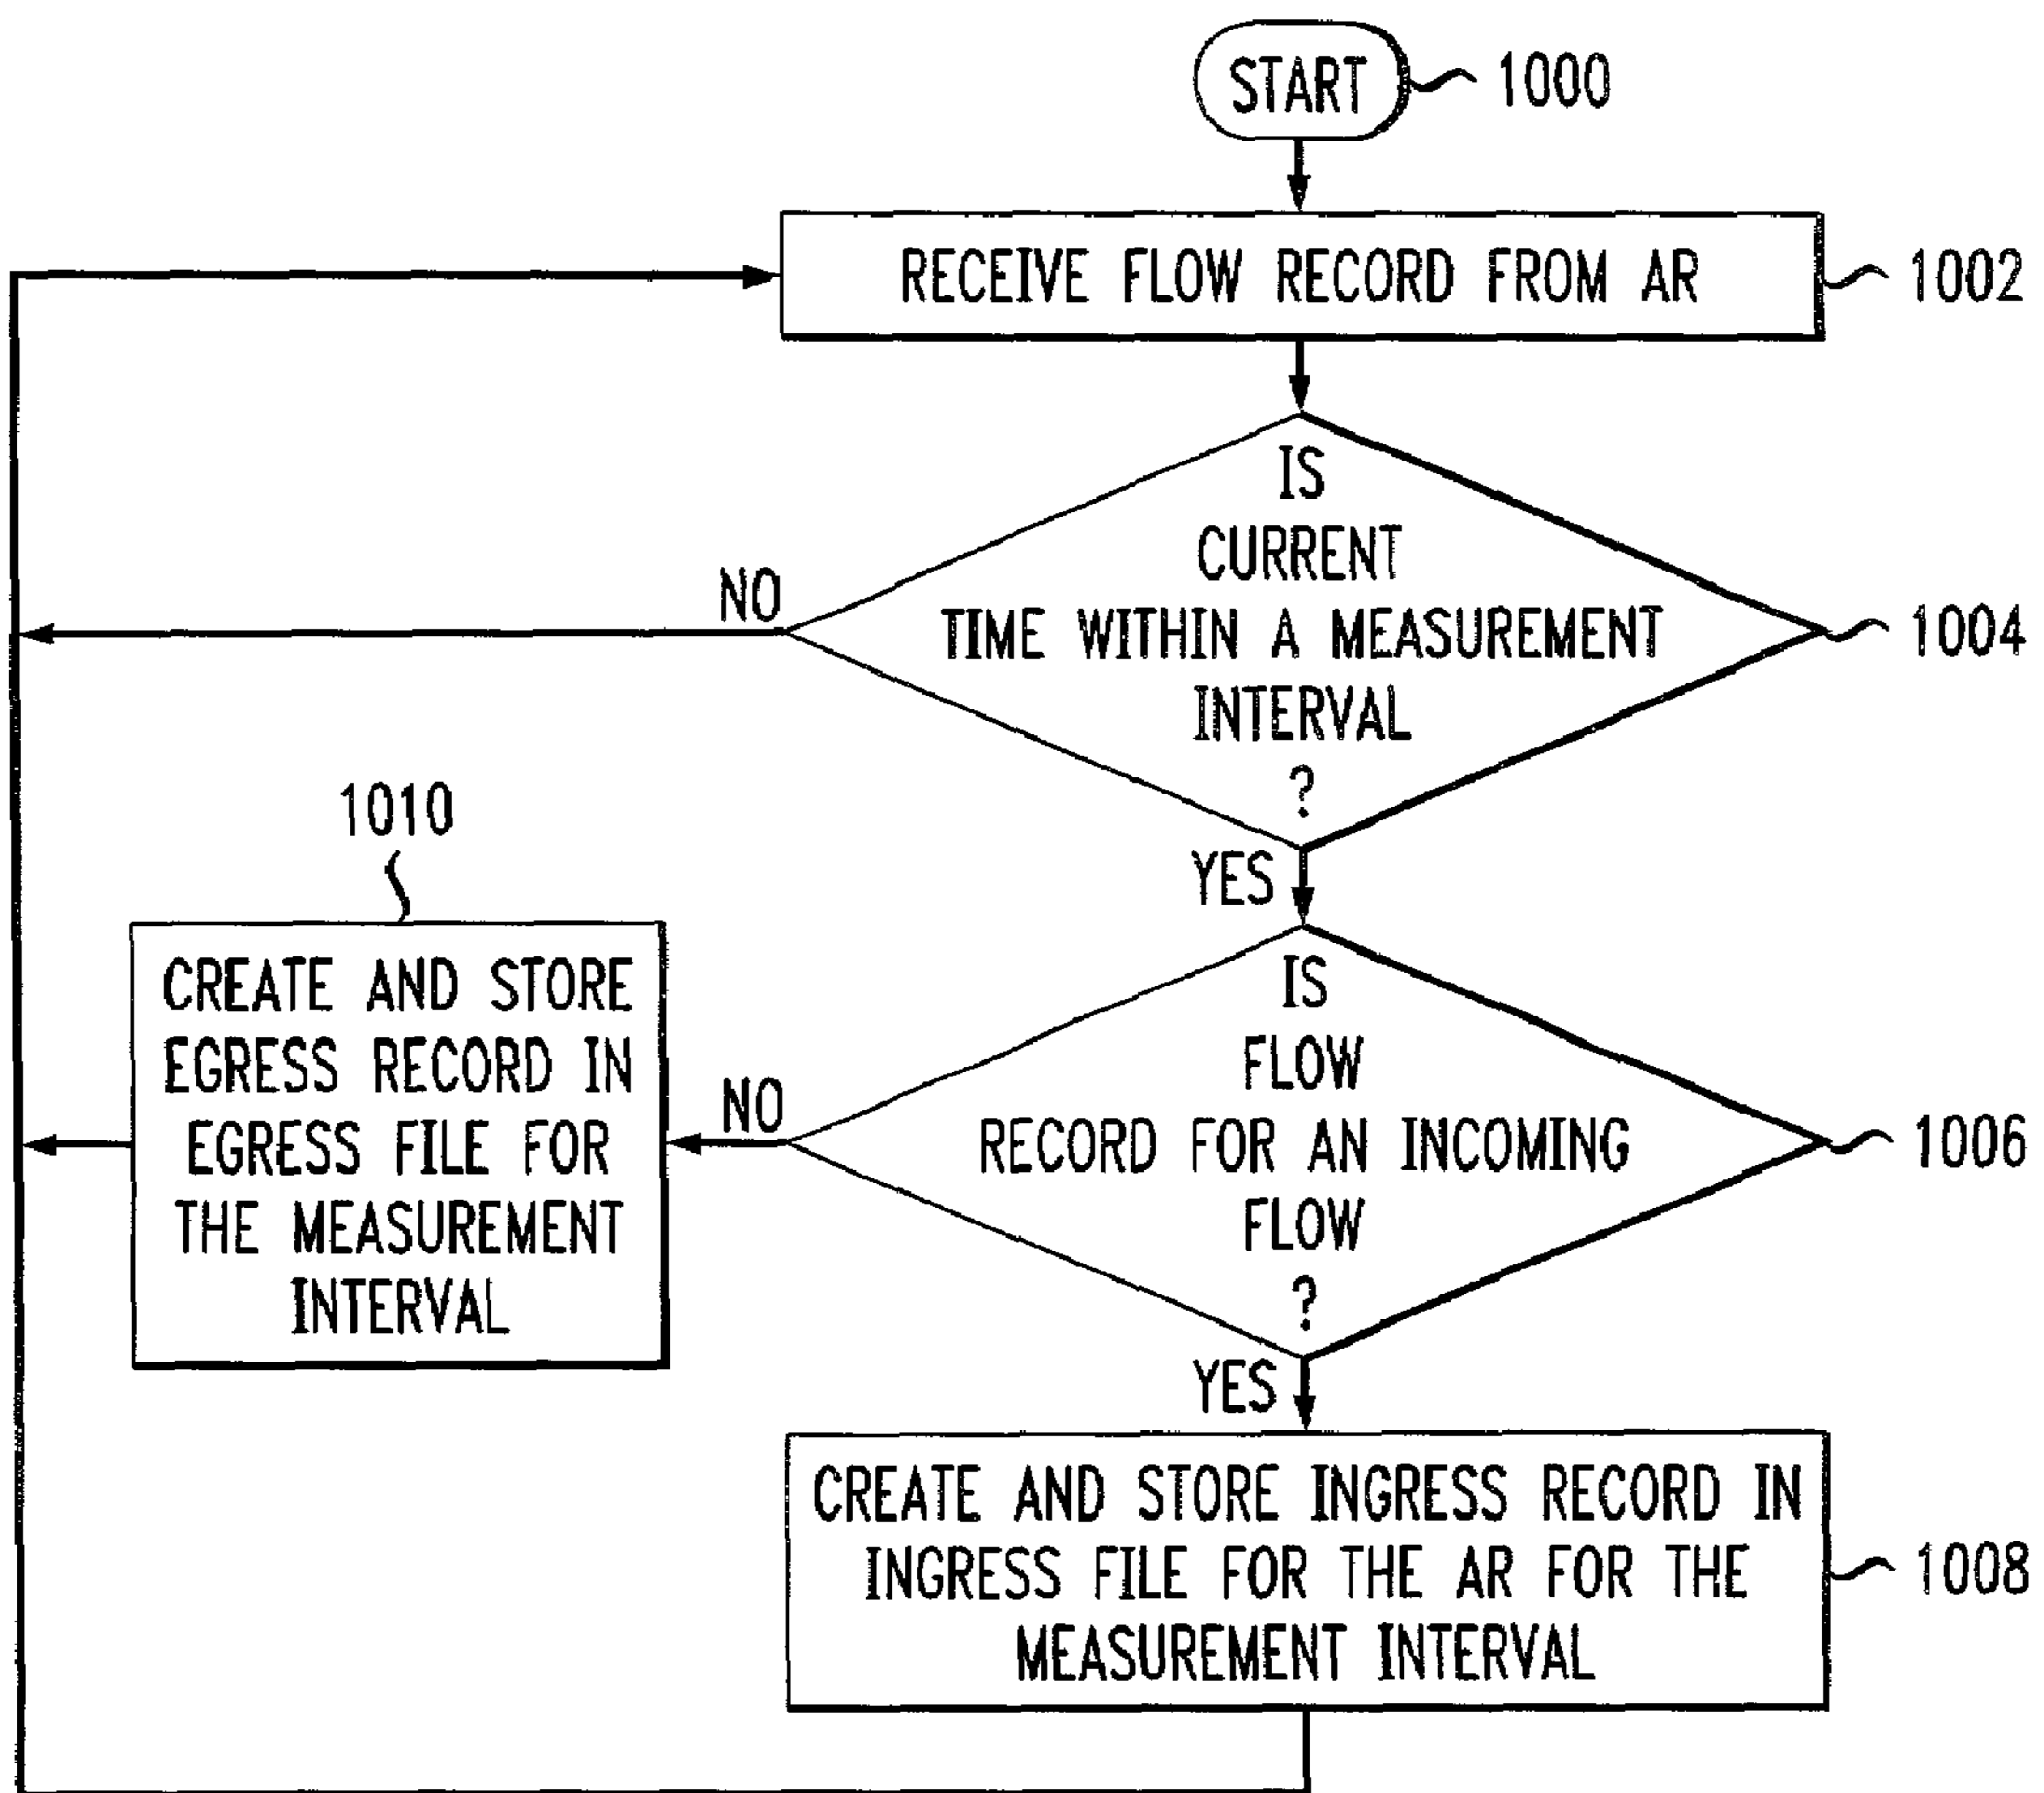 START
1000
RECEIVE FLOW RECORD FROM AR
1002
IS
CURRENT
TIME WITHIN A MEASUREMENT
INTERVAL
?
1004
NO
YES
1010
CREATE AND STORE
EGRESS RECORD IN
EGRESS FILE FOR
THE MEASUREMENT
INTERVAL
NO
IS
FLOW
RECORD FOR AN INCOMING
FLOW
?
1006
YES
CREATE AND STORE INGRESS RECORD IN
INGRESS FILE FOR THE AR FOR THE
MEASUREMENT INTERVAL
1008